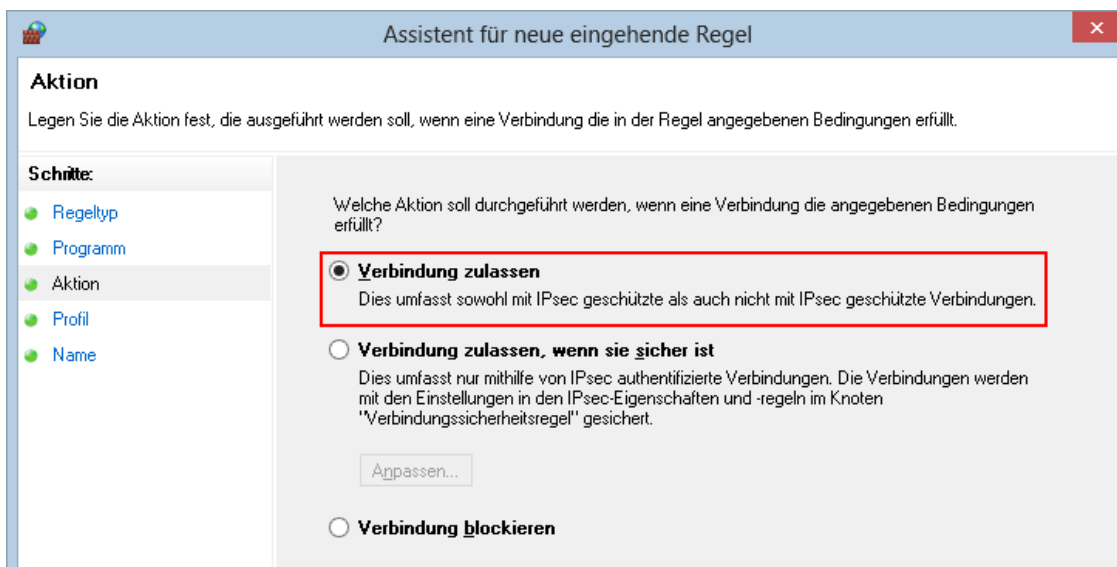 Assistent für neue eingehende Regel
Aktion
Legen Sie die Aktion fest, die ausgeführt werden soll, wenn eine Verbindung die in der Regel angegebenen Bedingungen erfüllt.
Schritte:
Regeltyp
Programm
Aktion
Profil
Name
Welche Aktion soll durchgeführt werden, wenn eine Verbindung die angegebenen Bedingungen
erfüllt?
Verbindung zulassen
Dies umfasst sowohl mit IPsec geschützte als auch nicht mit IPsec geschützte Verbindungen.
Verbindung zulassen, wenn sie sicher ist
Dies umfasst nur mithilfe von IPsec authentifizierte Verbindungen. Die Verbindungen werden
mit den Einstellungen in den IPsec-Eigenschaften und -regeln im Knoten
"Verbindungssicherheitsregel" gesichert.
Anpassen...
Verbindung blockieren